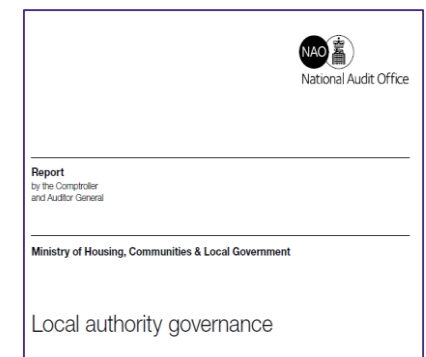 NAO
National Audit Office
Report
by the Comptroller
and Auditor General
Ministry of Housing, Communities & Local Government
Local authority governance